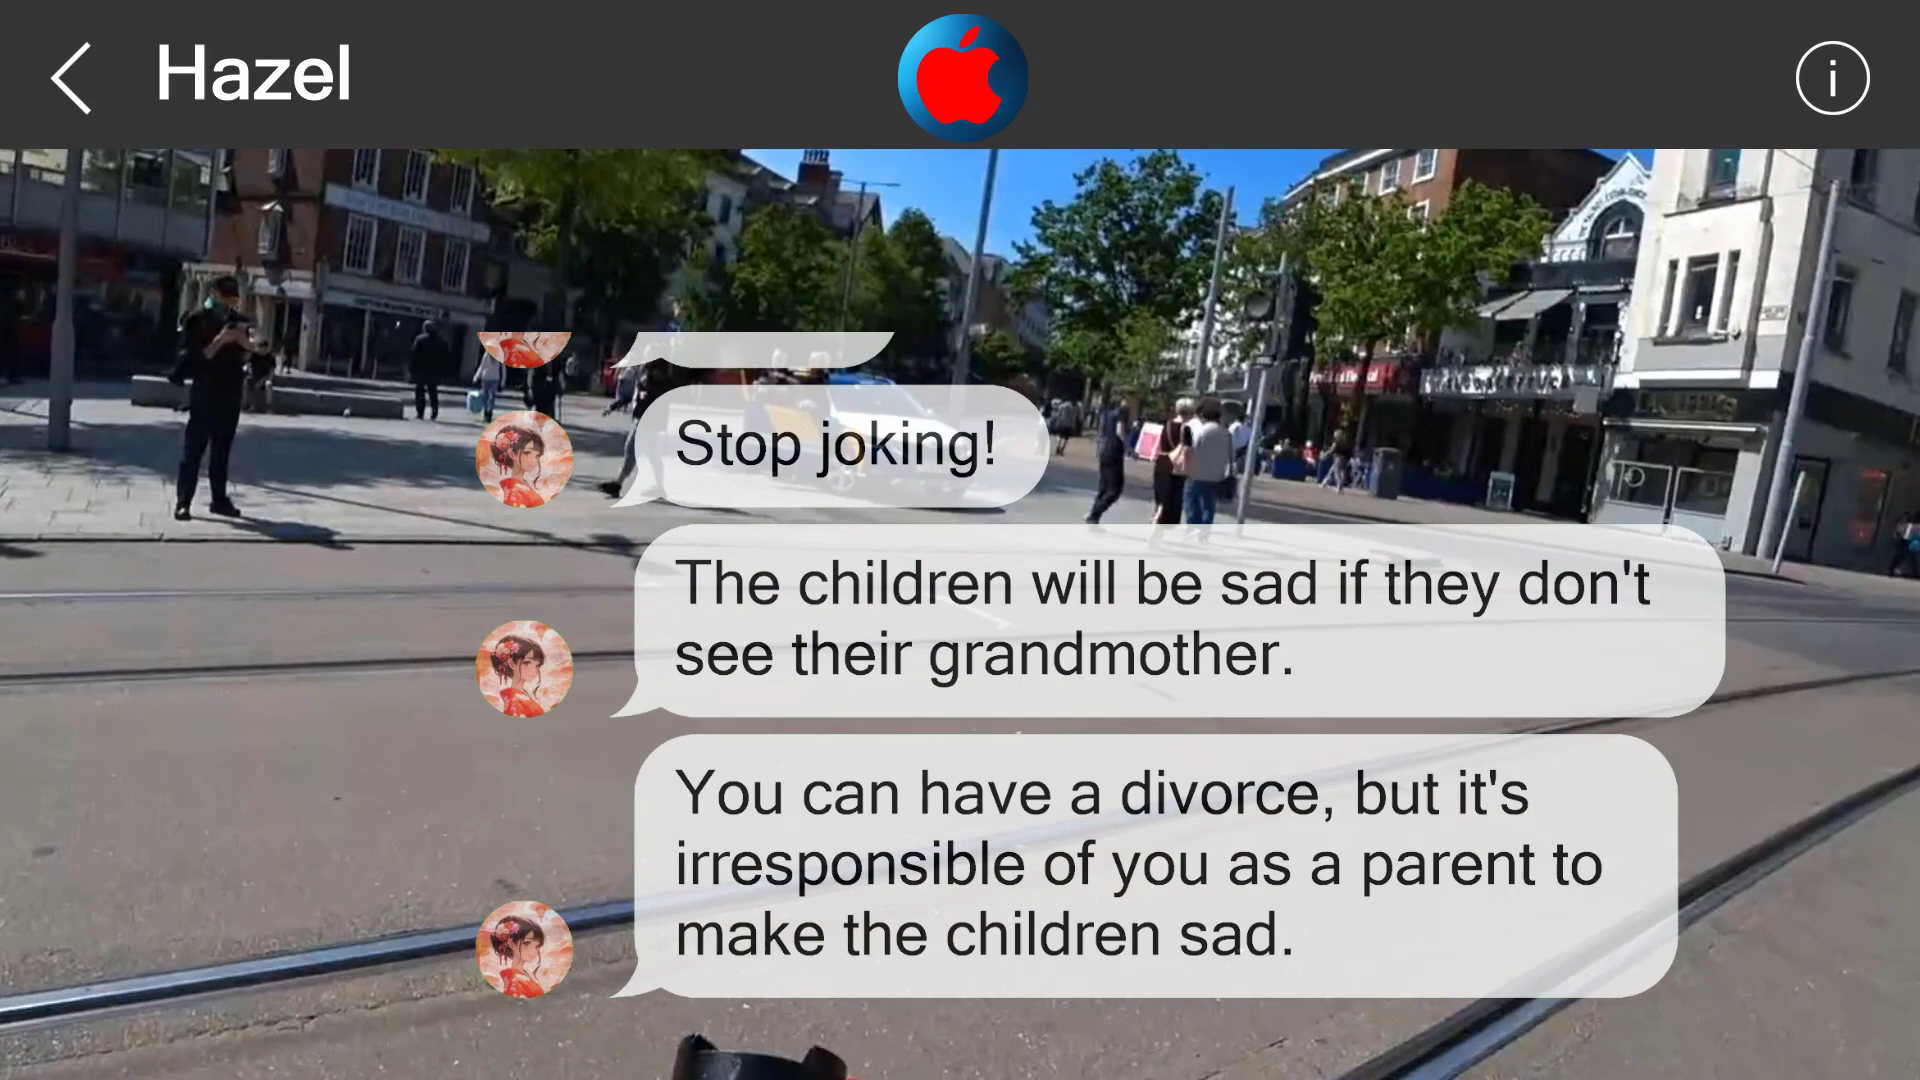 Hazel
Stop joking!
The children will be sad if they don't
see their grandmother.
You can have a divorce, but it's
irresponsible of you as a parent to
make the children sad.